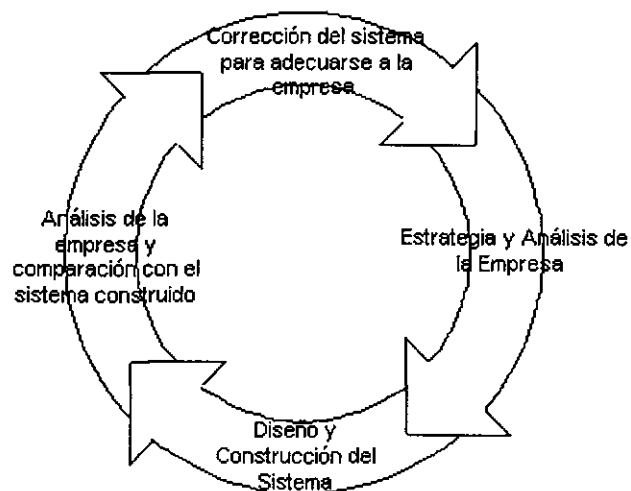 Corrección del sistema
para adecuarse a la
empresa
Análisis de la
empresa y
comparación con el
sistema construido
Estrategia y Análisis de
la Empresa
Diseño y
Construcción del
Sistema